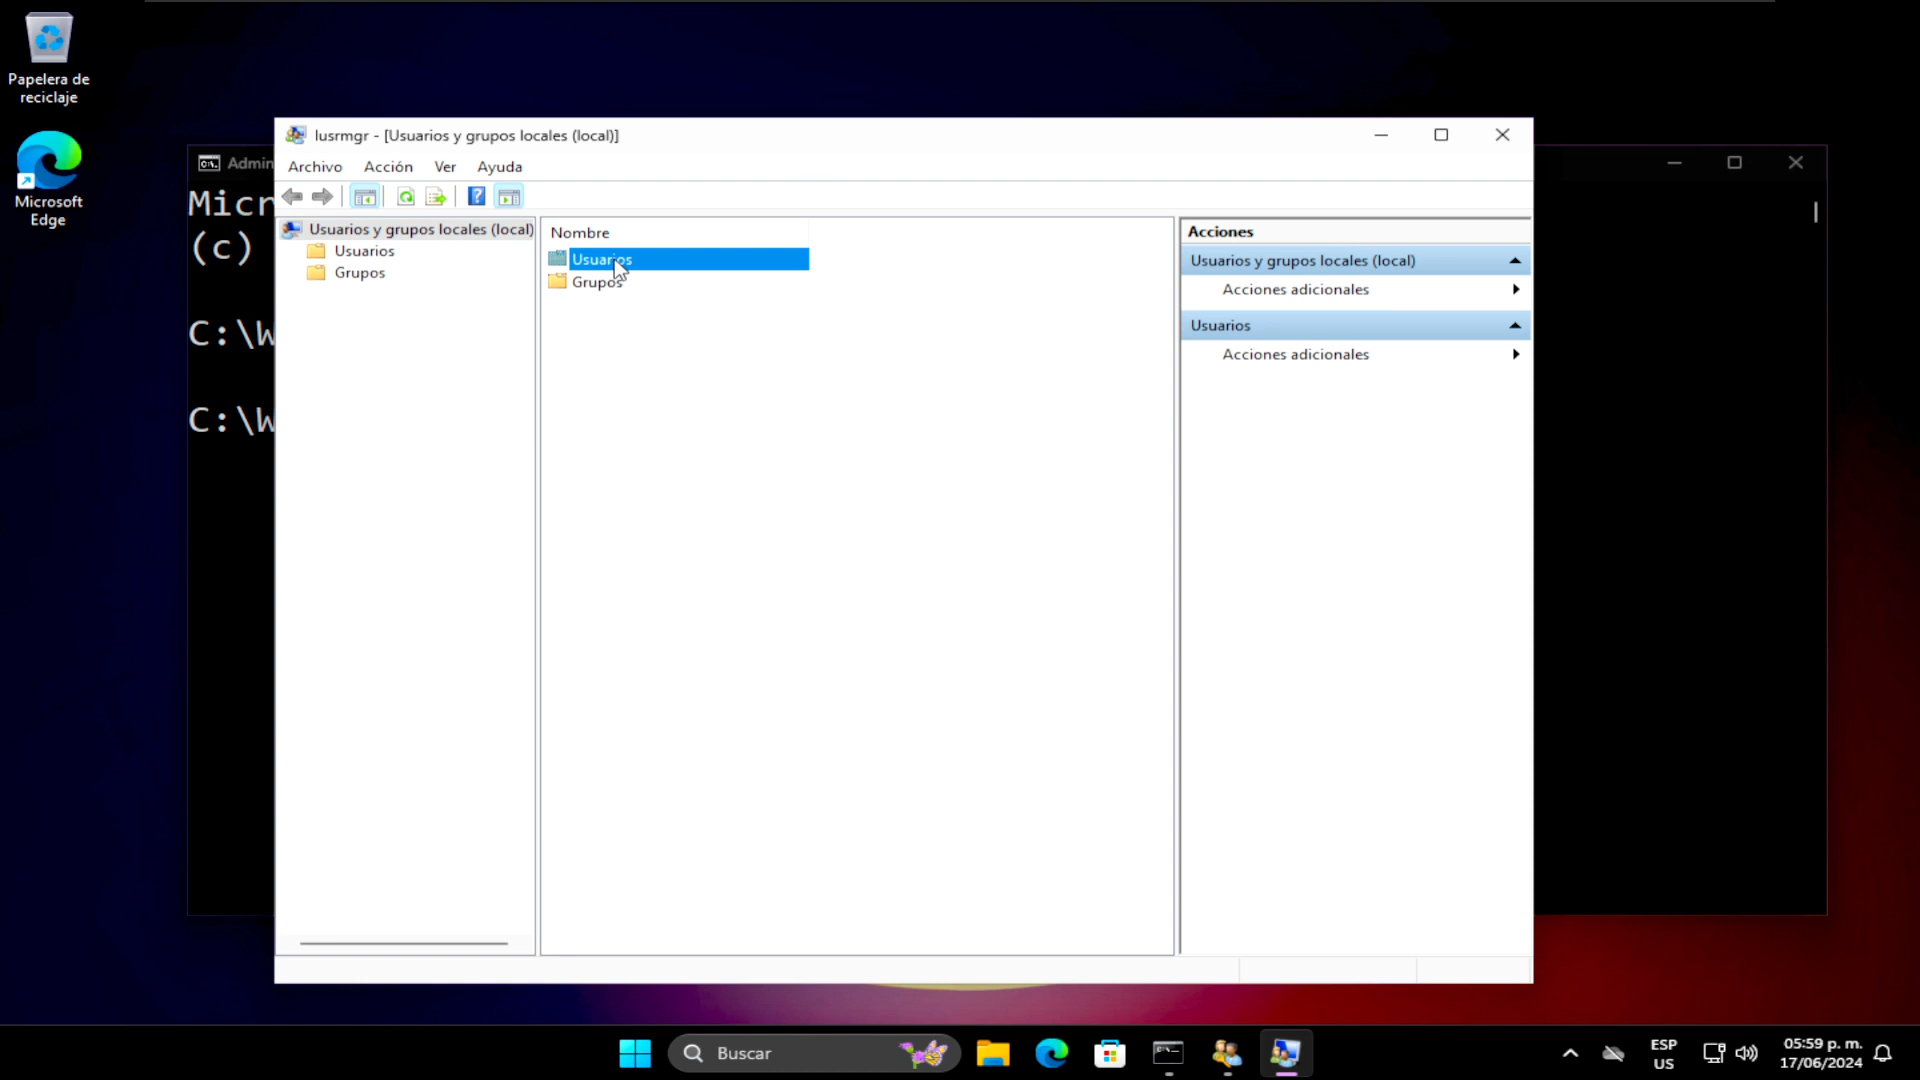 Papelera de
reciclaje
Microsoft
Edge
Admin
Micr
(c)
C:\W
C:\W
lusrmgr - [Usuarios y grupos locales (local)]
Archivo Acción Ver Ayuda
Usuarios y grupos locales (local)
Usuarios
Grupos
Nombre
Usuarios
Grupos
Acciones
Usuarios y grupos locales (local)
Acciones adicionales
Usuarios
Acciones adicionales
Buscar
ESP
US
05:59 p. m.
17/06/2024